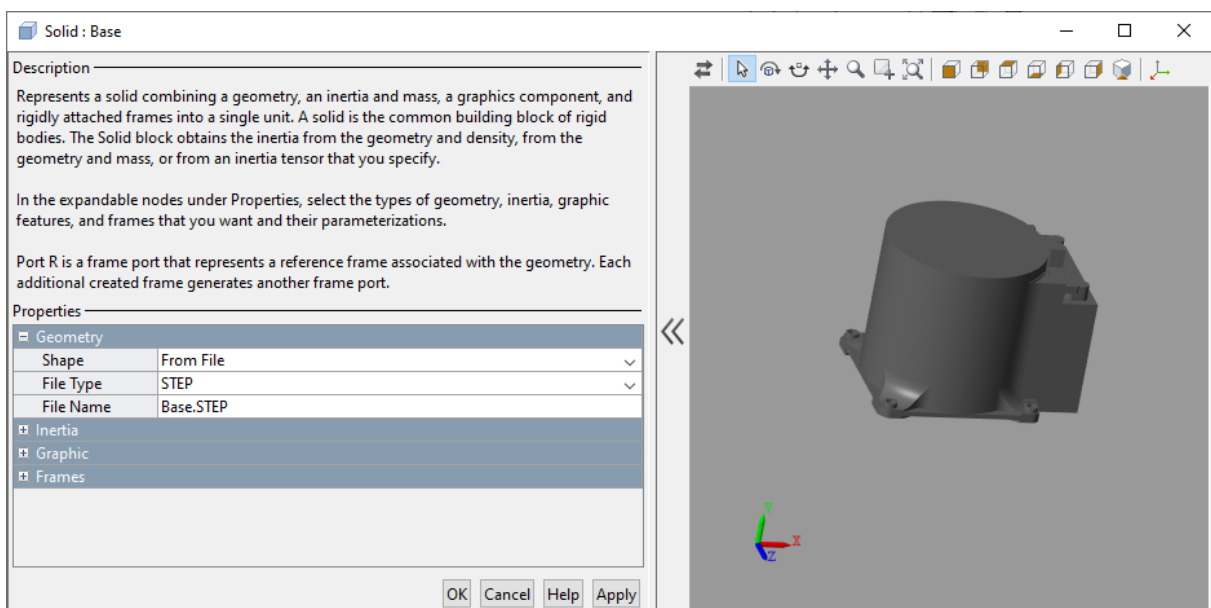 Solid : Base
Description
Represents a solid combining a geometry, an inertia and mass, a graphics component, and
rigidly attached frames into a single unit. A solid is the common building block of rigid
bodies. The Solid block obtains the inertia from the geometry and density, from the
geometry and mass, or from an inertia tensor that you specify.
In the expandable nodes under Properties, select the types of geometry, inertia, graphic
features, and frames that you want and their parameterizations.
Port R is a frame port that represents a reference frame associated with the geometry. Each
additional created frame generates another frame port.
Properties
Geometry
Shape From File
File Type STEP
File Name Base.STEP
Inertia
Graphic
Frames
OK Cancel Help Apply
Y
X
Z